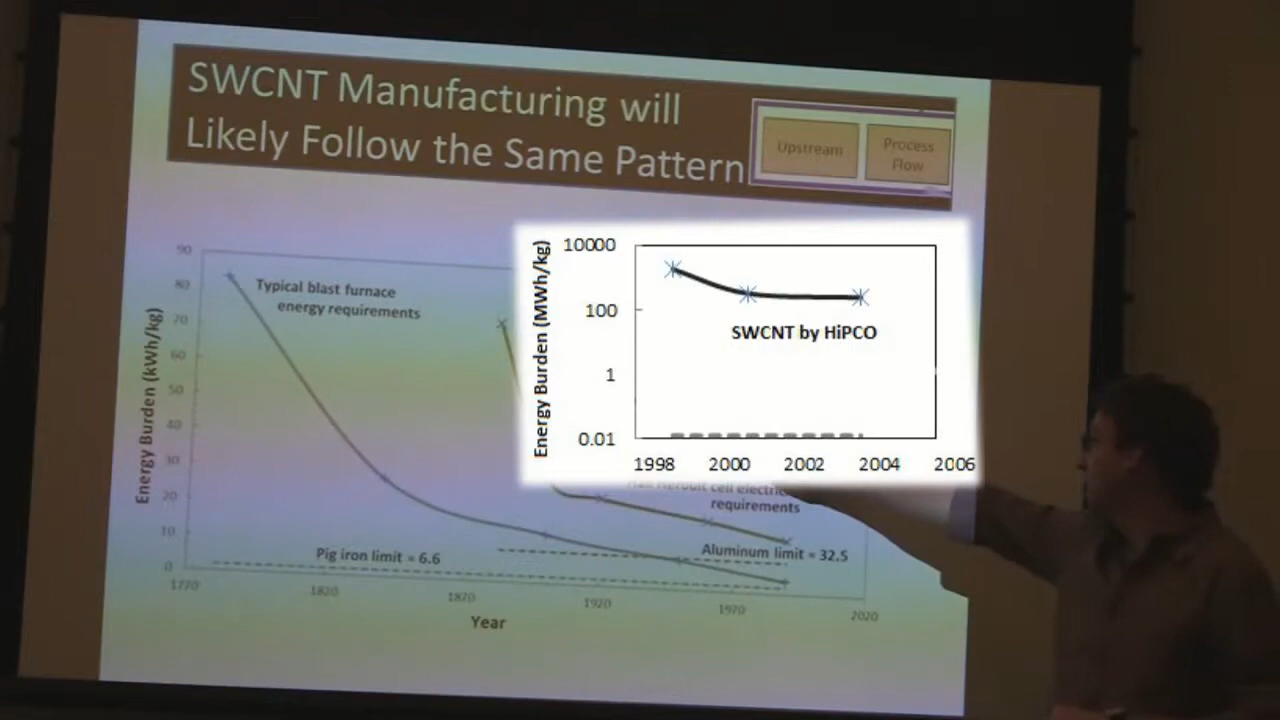 SWCNT Manufacturing will
Likely Follow the Same Pattern
Upstream
Process
Flow
90
80
70
60
50
40
30
20
10
0
Energy Burden (kWh/kg)
Typical blast furnace
energy requirements
Pig iron limit = 6.6
cell electric
requirements
Aluminum limit = 32.5
1770
1820
1870
1920
1970
2020
Year
Energy Burden (MWh/kg)
10000
100
1
0.01
SWCNT by HiPCO
1998
2000
2002
2004
2006